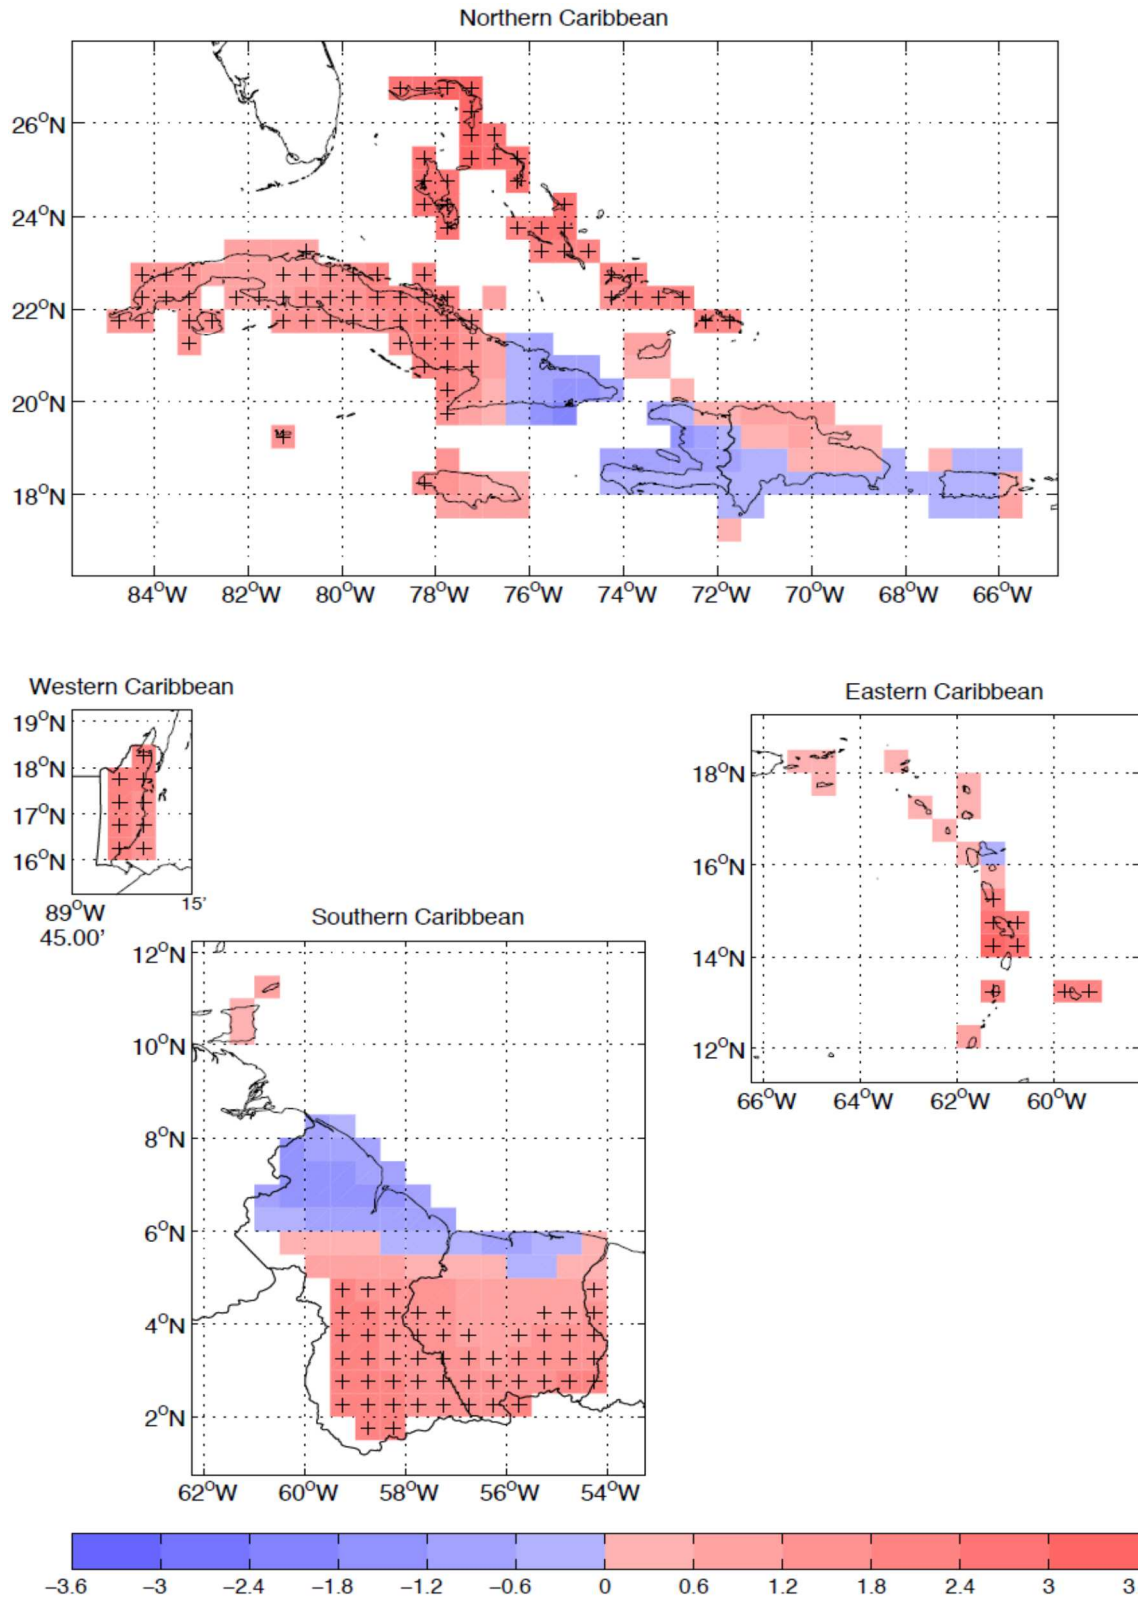 Northern Caribbean
26°N
24°N
22°N
20°N
18°N
84°W 82°W 80°W 78°W 76°W 74°W 72°W 70°W 68°W 66°W
Western Caribbean
19°N
18°N
17°N
16°N
89°W 15'
45.00'
Eastern Caribbean
18°N
16°N
14°N
12°N
66°W 64°W 62°W 60°W
Southern Caribbean
12°N
10°N
8°N
6°N
4°N
2°N
62°W 60°W 58°W 56°W 54°W
−3.6 −3 −2.4 −1.8 −1.2 −0.6 0 0.6 1.2 1.8 2.4 3 3.